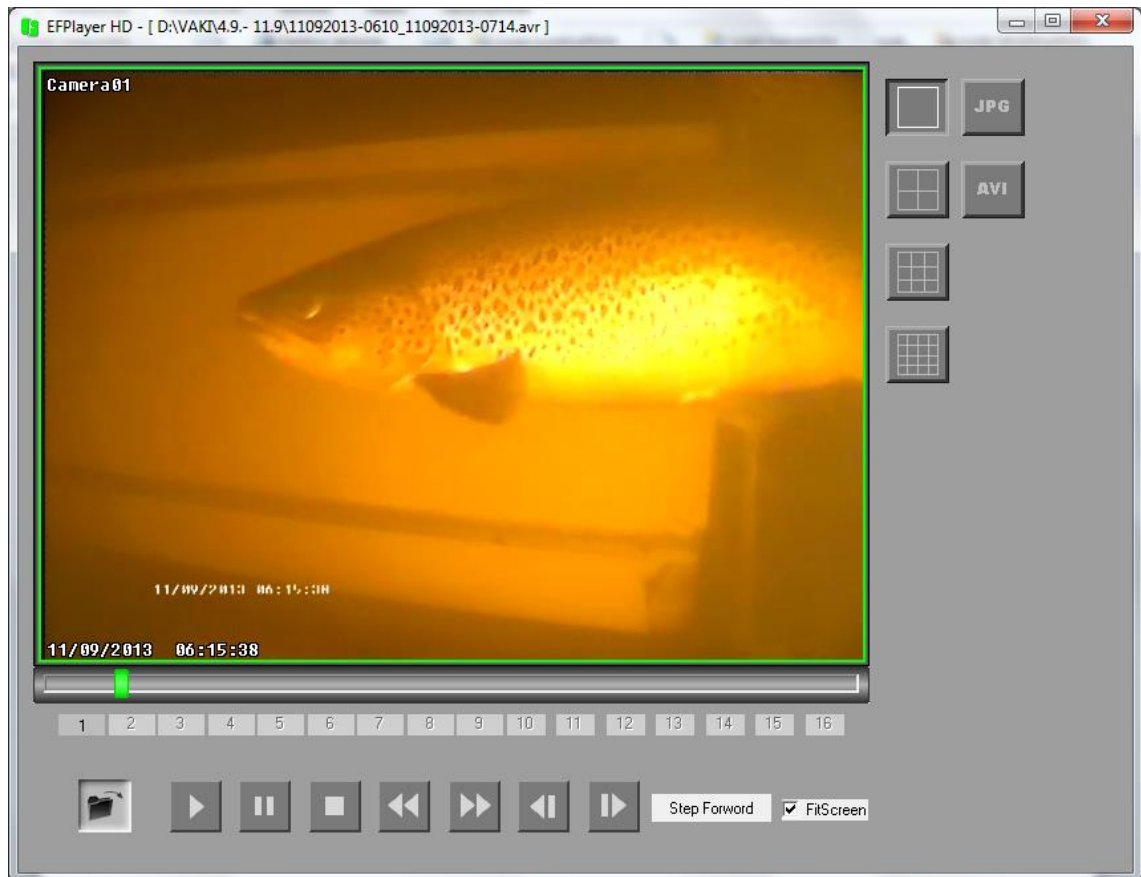 EFPlayer HD - [ D:\VAKI\4.9.- 11.9\11092013-0610_11092013-0714.avr ]
Camera01
JPG
AVI
11/09/2013 06:15:38
11/09/2013 06:15:38
1 2 3 4 5 6 7 8 9 10 11 12 13 14 15 16
Step Forword FitScreen